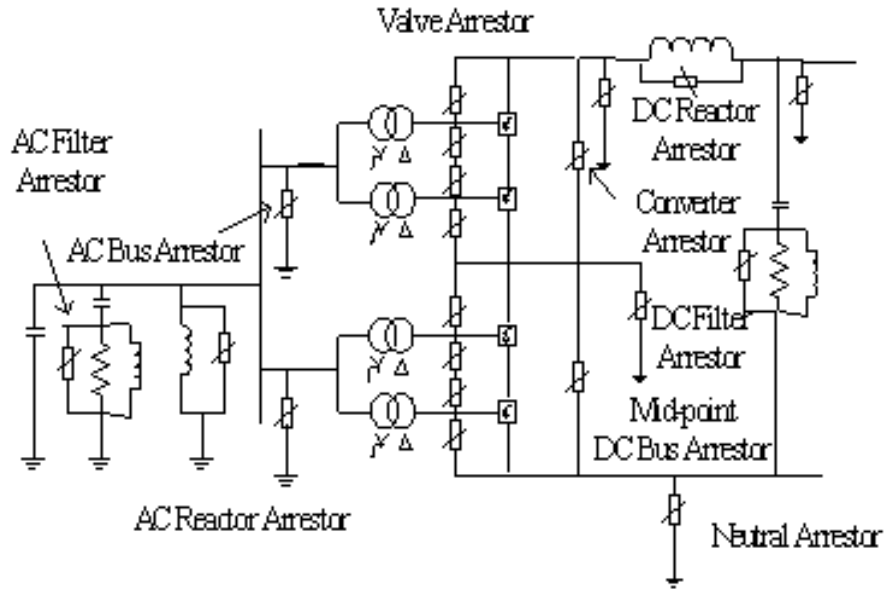 Valve Arrestor
DC Reactor
Arrestor
AC Filter
Arrestor
Converter
Arrestor
AC Bus Arrestor
Δ
Δ
DC Filter
Arrestor
Δ
Mid-point
DC Bus Arrestor
Δ
AC Reactor Arrestor
Neutral Arrestor